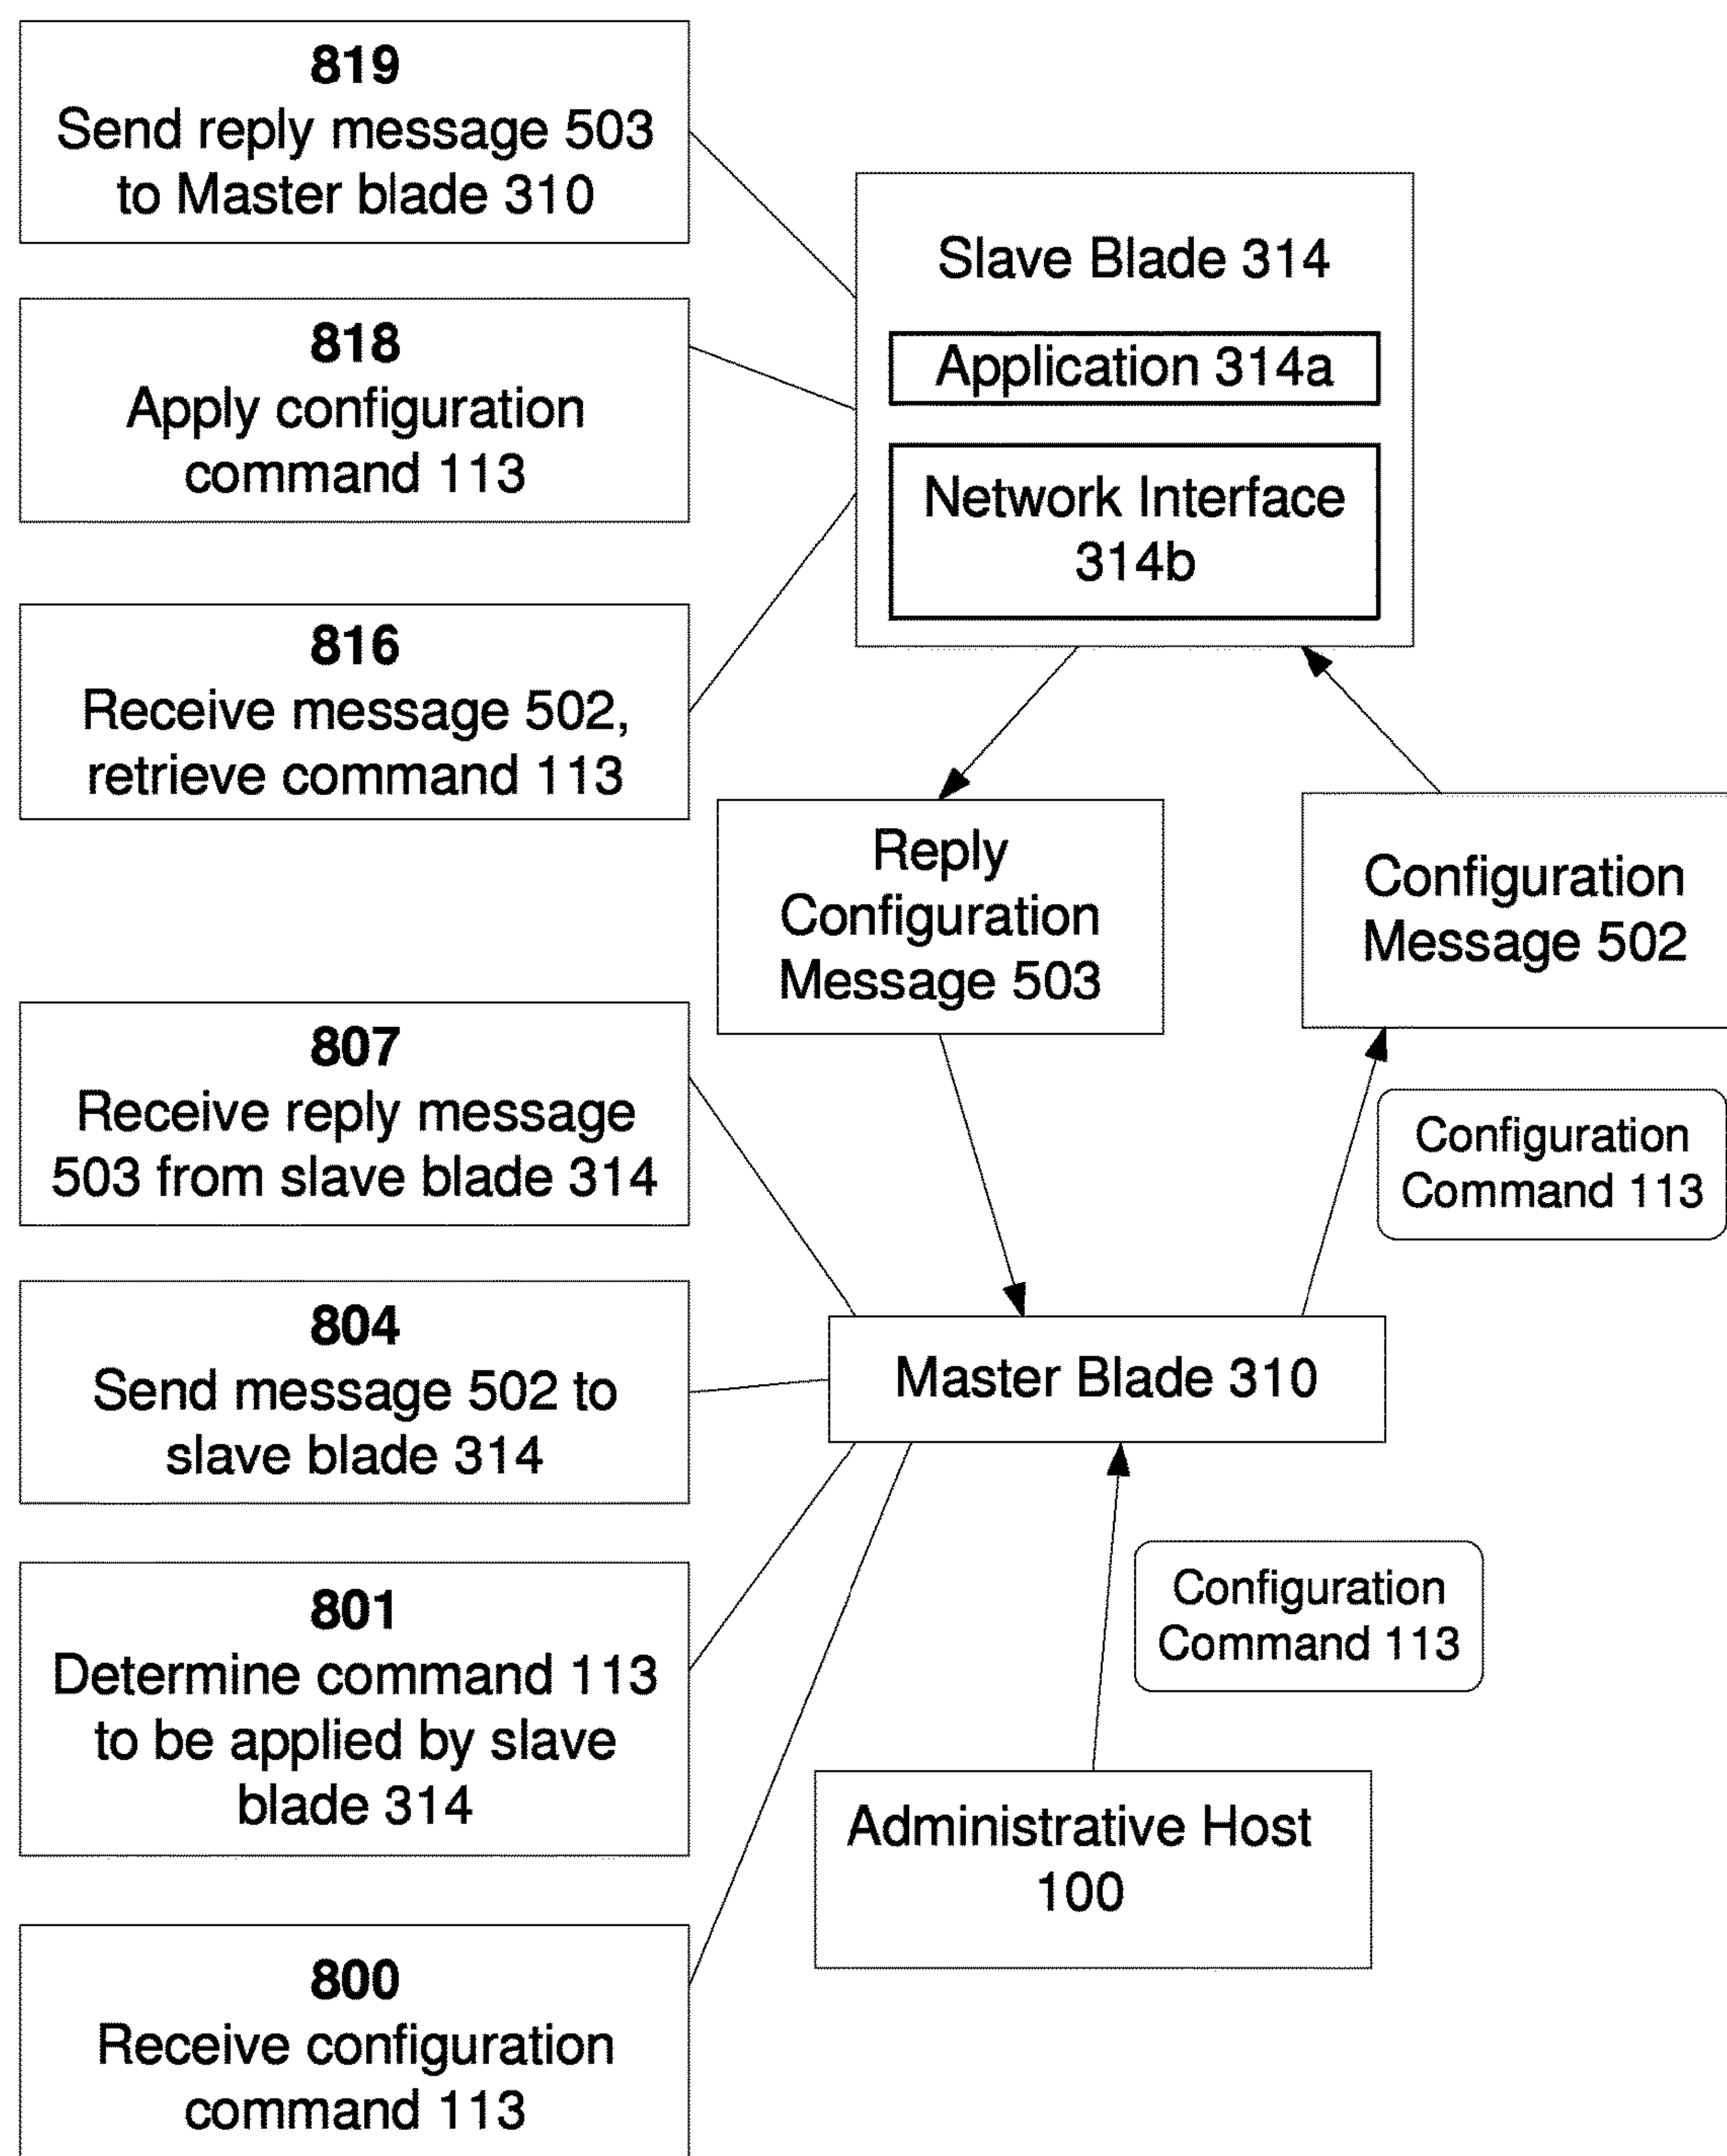 819
Send reply message 503
to Master blade 310
818
Apply configuration
command 113
816
Receive message 502,
retrieve command 113
807
Receive reply message
503 from slave blade 314
804
Send message 502 to
slave blade 314
801
Determine command 113
to be applied by slave
blade 314
800
Receive configuration
command 113
Slave Blade 314
Application 314a
Network Interface
314b
Reply
Configuration
Message 503
Configuration
Message 502
Configuration
Command 113
Master Blade 310
Configuration
Command 113
Administrative Host
100